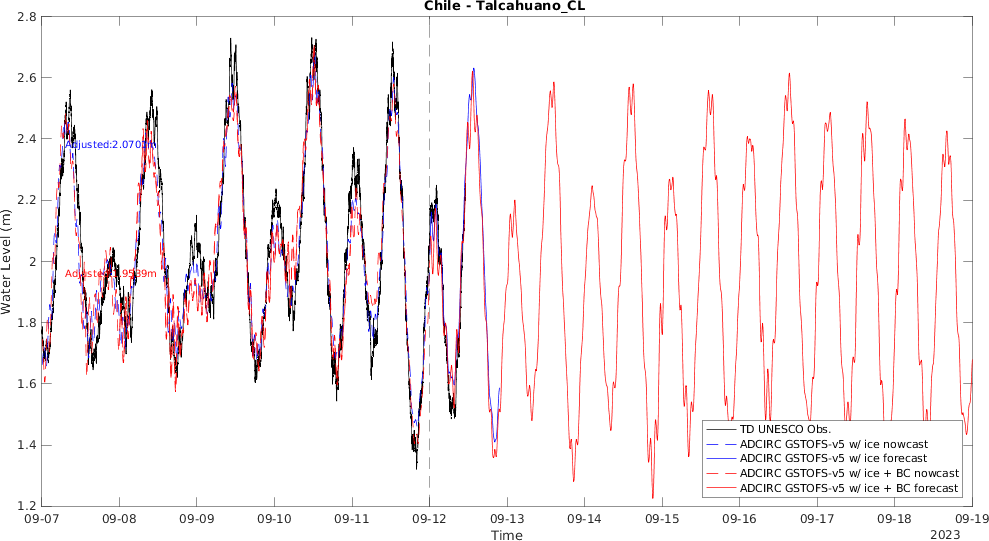 Chile - Talcahuano_CL
2.8
2.6
2.4
2.2
2
1.8
1.6
1.4
1.2
Water Level (m)
Adjusted:2.0701m
TD UNESCO Obs.
ADCIRC GSTOFS-v5 w/ ice nowcast
ADCIRC GSTOFS-v5 w/ ice forecast
ADCIRC GSTOFS-v5 w/ ice + BC nowcast
ADCIRC GSTOFS-v5 w/ ice + BC forecast
09-07
09-08
09-09
09-10
09-11
09-12
09-13
09-14
09-15
09-16
09-17
09-18
09-19
Time
2023